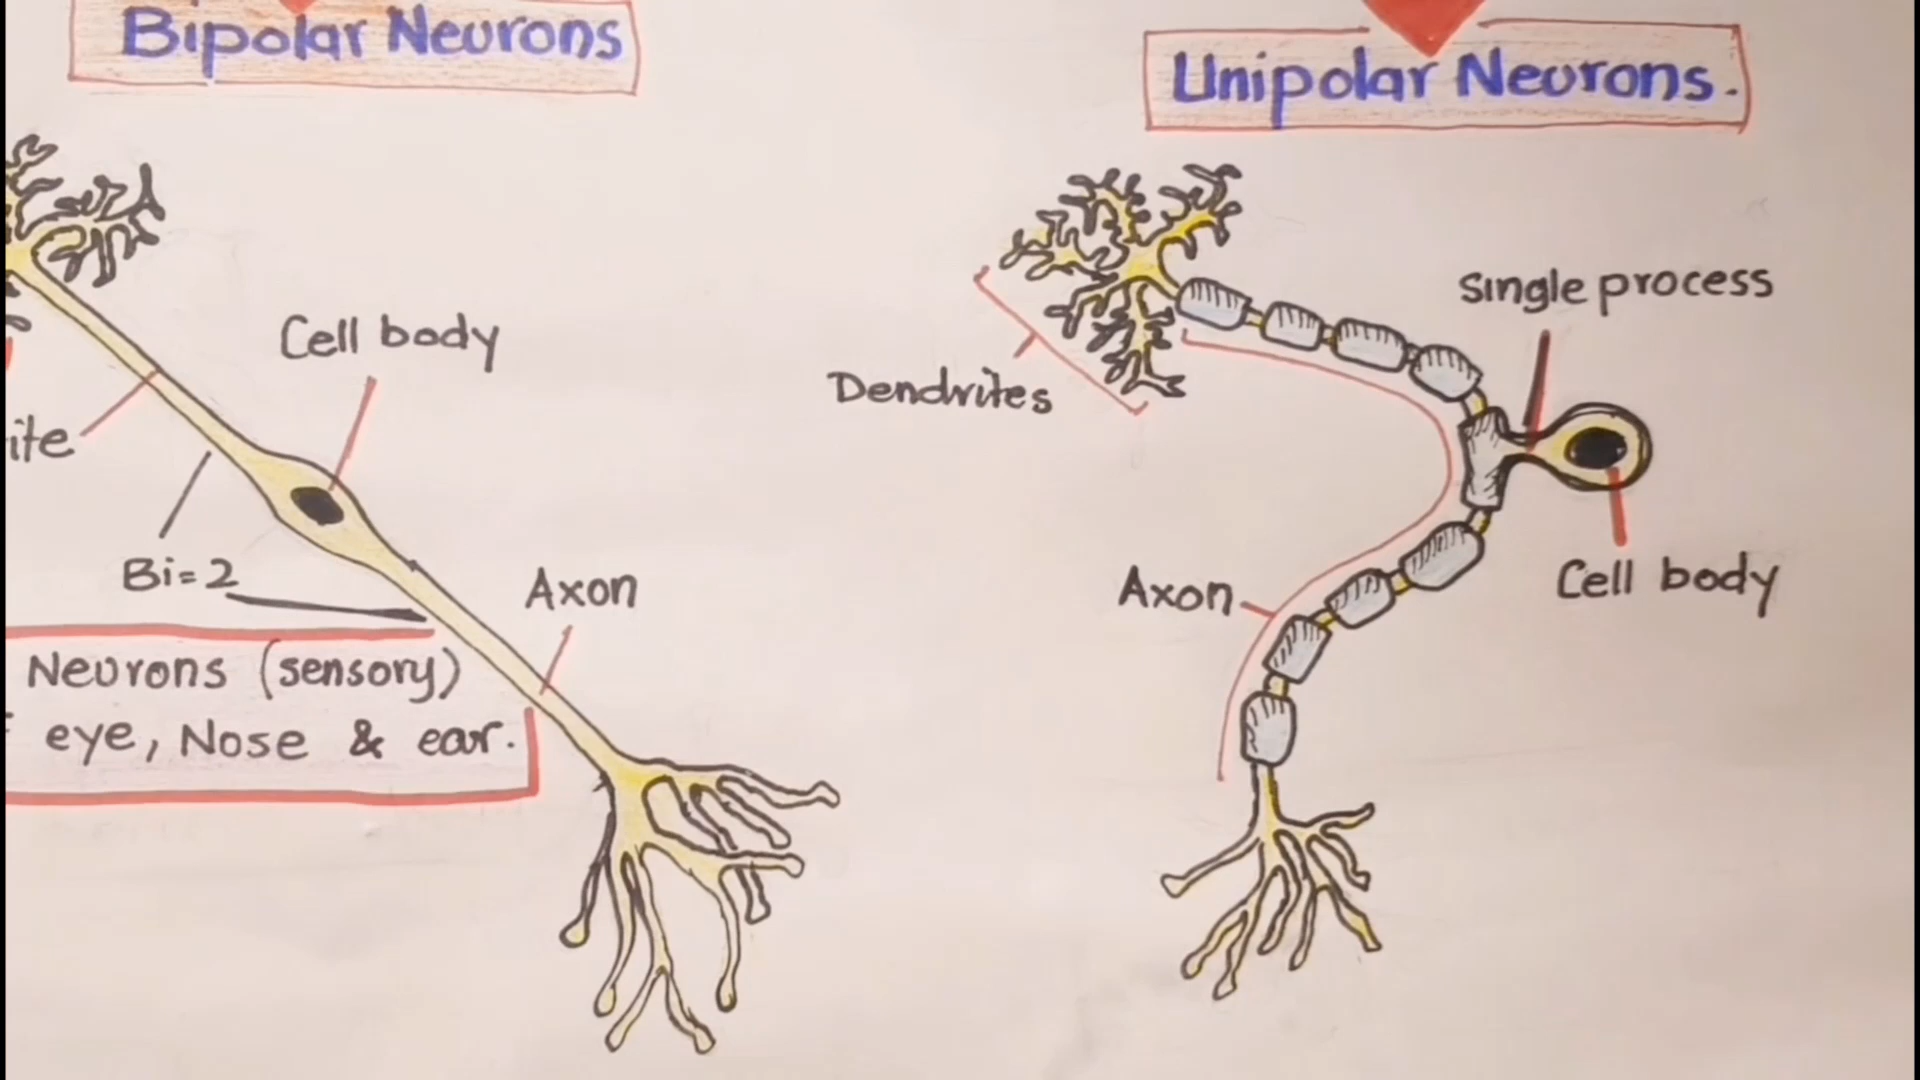 Bipolar Neurons
Unipolar Neurons.
Cell body
single process
Dendrites
ite
Bi=2
Axon
Axon
Cell body
Neurons (sensory)
eye, Nose & ear.